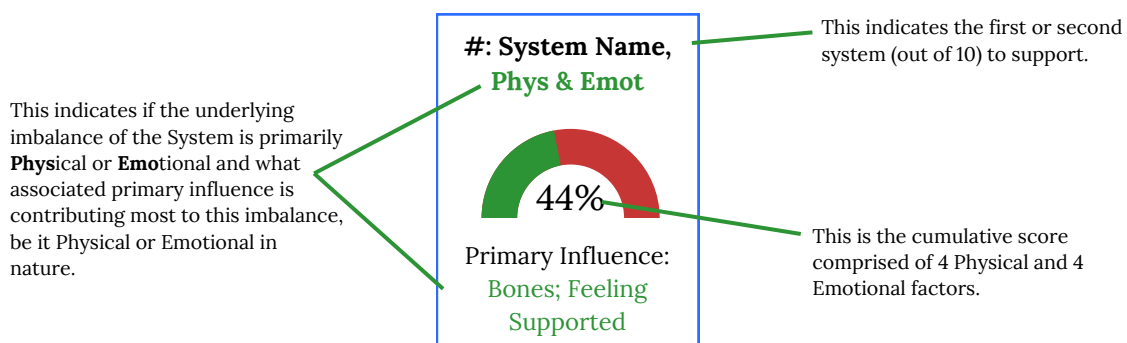 This indicates if the underlying
imbalance of the System is primarily
Physical or Emotional and what
associated primary influence is
contributing most to this imbalance,
be it Physical or Emotional in
nature.
#: System Name,
Phys & Emot
44%
Primary Influence:
Bones; Feeling
Supported
This indicates the first or second
system (out of 10) to support.
This is the cumulative score
comprised of 4 Physical and 4
Emotional factors.